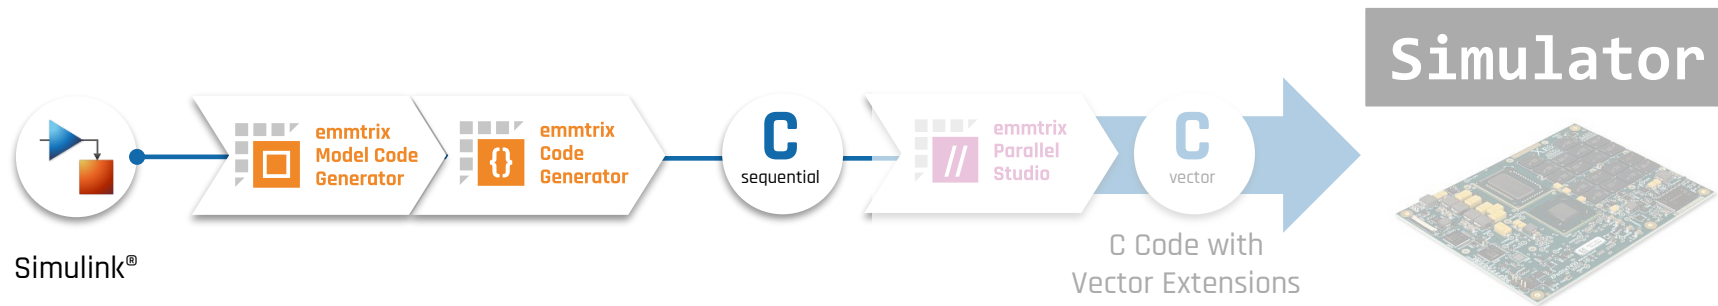 Simulink®
emmtrix
Model Code
Generator
emmtrix
Code
Generator
{}
C
sequential
emmtrix
Parallel
Studio
//
C
vector
C Code with
Vector Extensions
Simulator